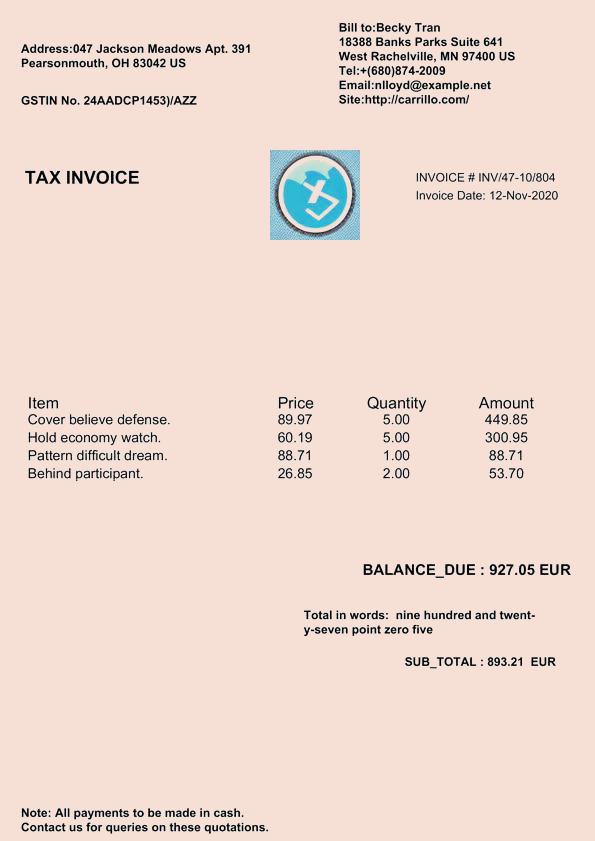 Address:047 Jackson Meadows Apt. 391
Pearsonmouth, OH 83042 US
GSTIN No. 24AADCP1453)/AZZ
Bill to:Becky Tran
18388 Banks Parks Suite 641
West Rachelville, MN 97400 US
Tel:+(680)874-2009
Email:nlloyd@example.net
Site:http://carrillo.com/
TAX INVOICE
INVOICE # INV/47-10/804
Invoice Date: 12-Nov-2020
Item Price Quantity Amount
Cover believe defense. 89.97 5.00 449.85
Hold economy watch. 60.19 5.00 300.95
Pattern difficult dream. 88.71 1.00 88.71
Behind participant. 26.85 2.00 53.70
BALANCE_DUE : 927.05 EUR
Total in words: nine hundred and twent-
y-seven point zero five
SUB_TOTAL : 893.21 EUR
Note: All payments to be made in cash.
Contact us for queries on these quotations.